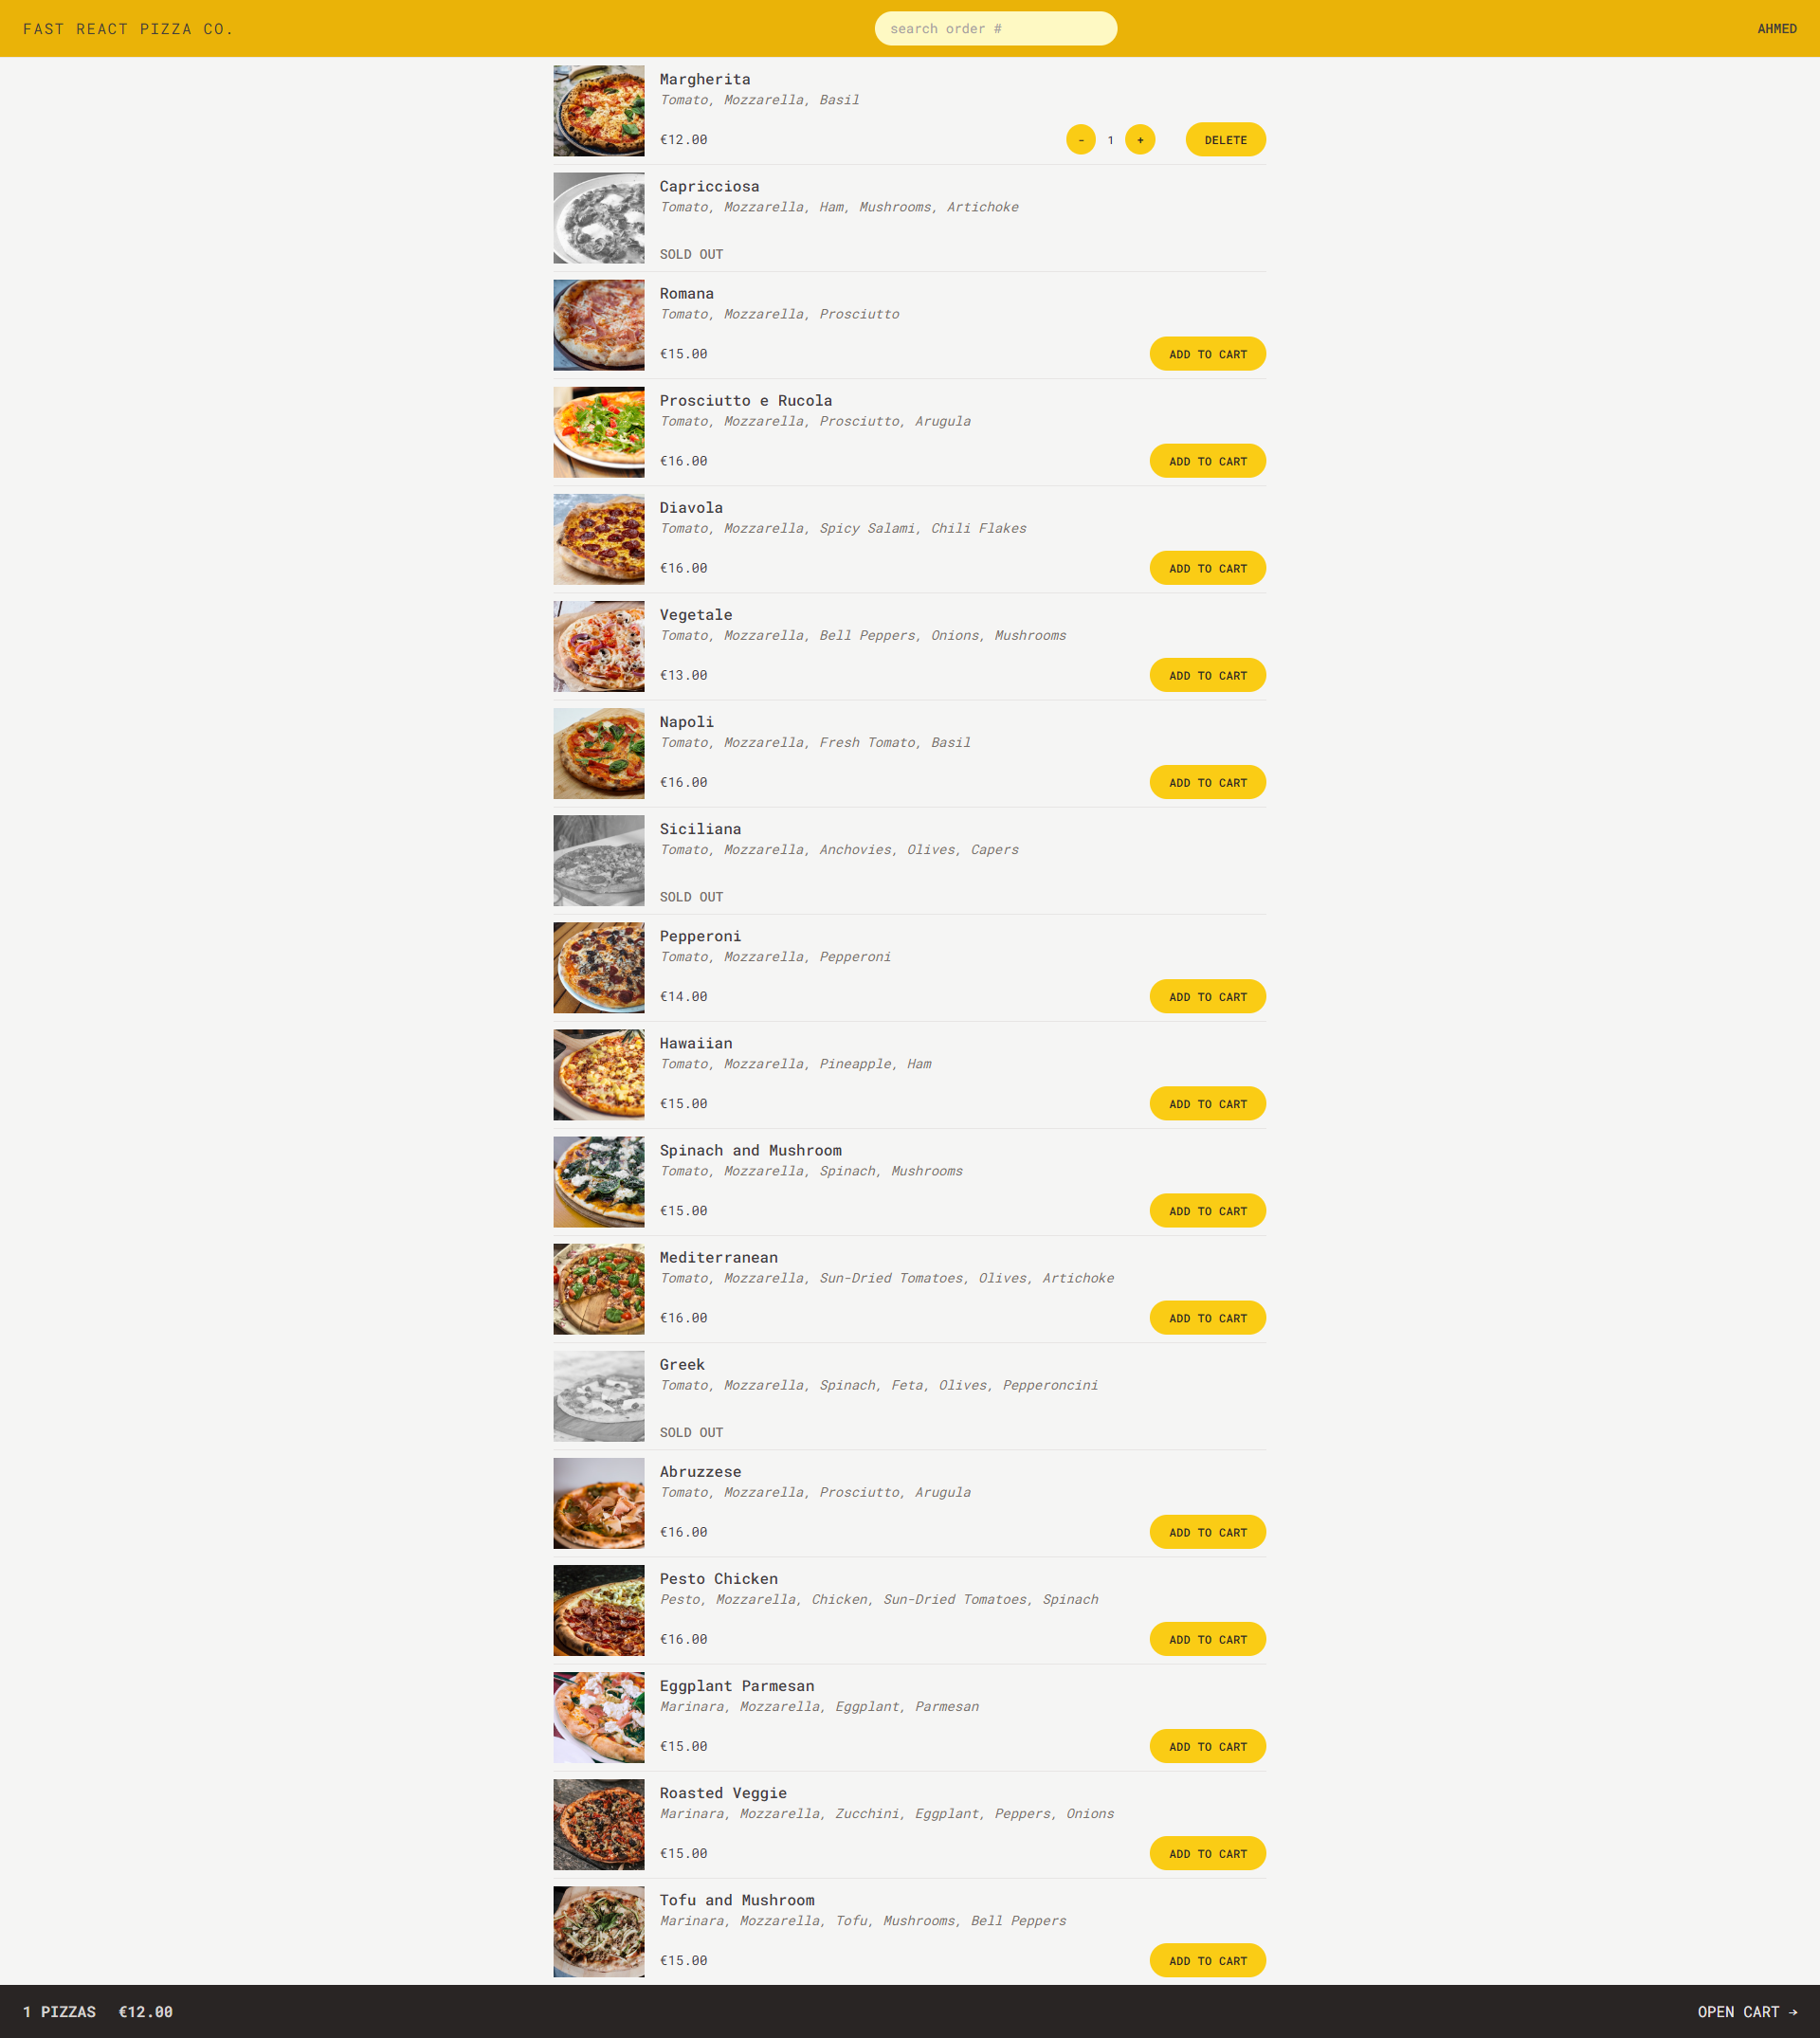 FAST REACT PIZZA CO.
search order #
AHMED
Margherita
Tomato, Mozzarella, Basil
€12.00
- 1 +
DELETE
Capricciosa
Tomato, Mozzarella, Ham, Mushrooms, Artichoke
SOLD OUT
Romana
Tomato, Mozzarella, Prosciutto
€15.00
ADD TO CART
Prosciutto e Rucola
Tomato, Mozzarella, Prosciutto, Arugula
€16.00
ADD TO CART
Diavola
Tomato, Mozzarella, Spicy Salami, Chili Flakes
€16.00
ADD TO CART
Vegetale
Tomato, Mozzarella, Bell Peppers, Onions, Mushrooms
€13.00
ADD TO CART
Napoli
Tomato, Mozzarella, Fresh Tomato, Basil
€16.00
ADD TO CART
Siciliana
Tomato, Mozzarella, Anchovies, Olives, Capers
SOLD OUT
Pepperoni
Tomato, Mozzarella, Pepperoni
€14.00
ADD TO CART
Hawaiian
Tomato, Mozzarella, Pineapple, Ham
€15.00
ADD TO CART
Spinach and Mushroom
Tomato, Mozzarella, Spinach, Mushrooms
€15.00
ADD TO CART
Mediterranean
Tomato, Mozzarella, Sun-Dried Tomatoes, Olives, Artichoke
€16.00
ADD TO CART
Greek
Tomato, Mozzarella, Spinach, Feta, Olives, Pepperoncini
SOLD OUT
Abruzzese
Tomato, Mozzarella, Prosciutto, Arugula
€16.00
ADD TO CART
Pesto Chicken
Pesto, Mozzarella, Chicken, Sun-Dried Tomatoes, Spinach
€16.00
ADD TO CART
Eggplant Parmesan
Marinara, Mozzarella, Eggplant, Parmesan
€15.00
ADD TO CART
Roasted Veggie
Marinara, Mozzarella, Zucchini, Eggplant, Peppers, Onions
€15.00
ADD TO CART
Tofu and Mushroom
Marinara, Mozzarella, Tofu, Mushrooms, Bell Peppers
€15.00
ADD TO CART
1 PIZZAS €12.00
OPEN CART →